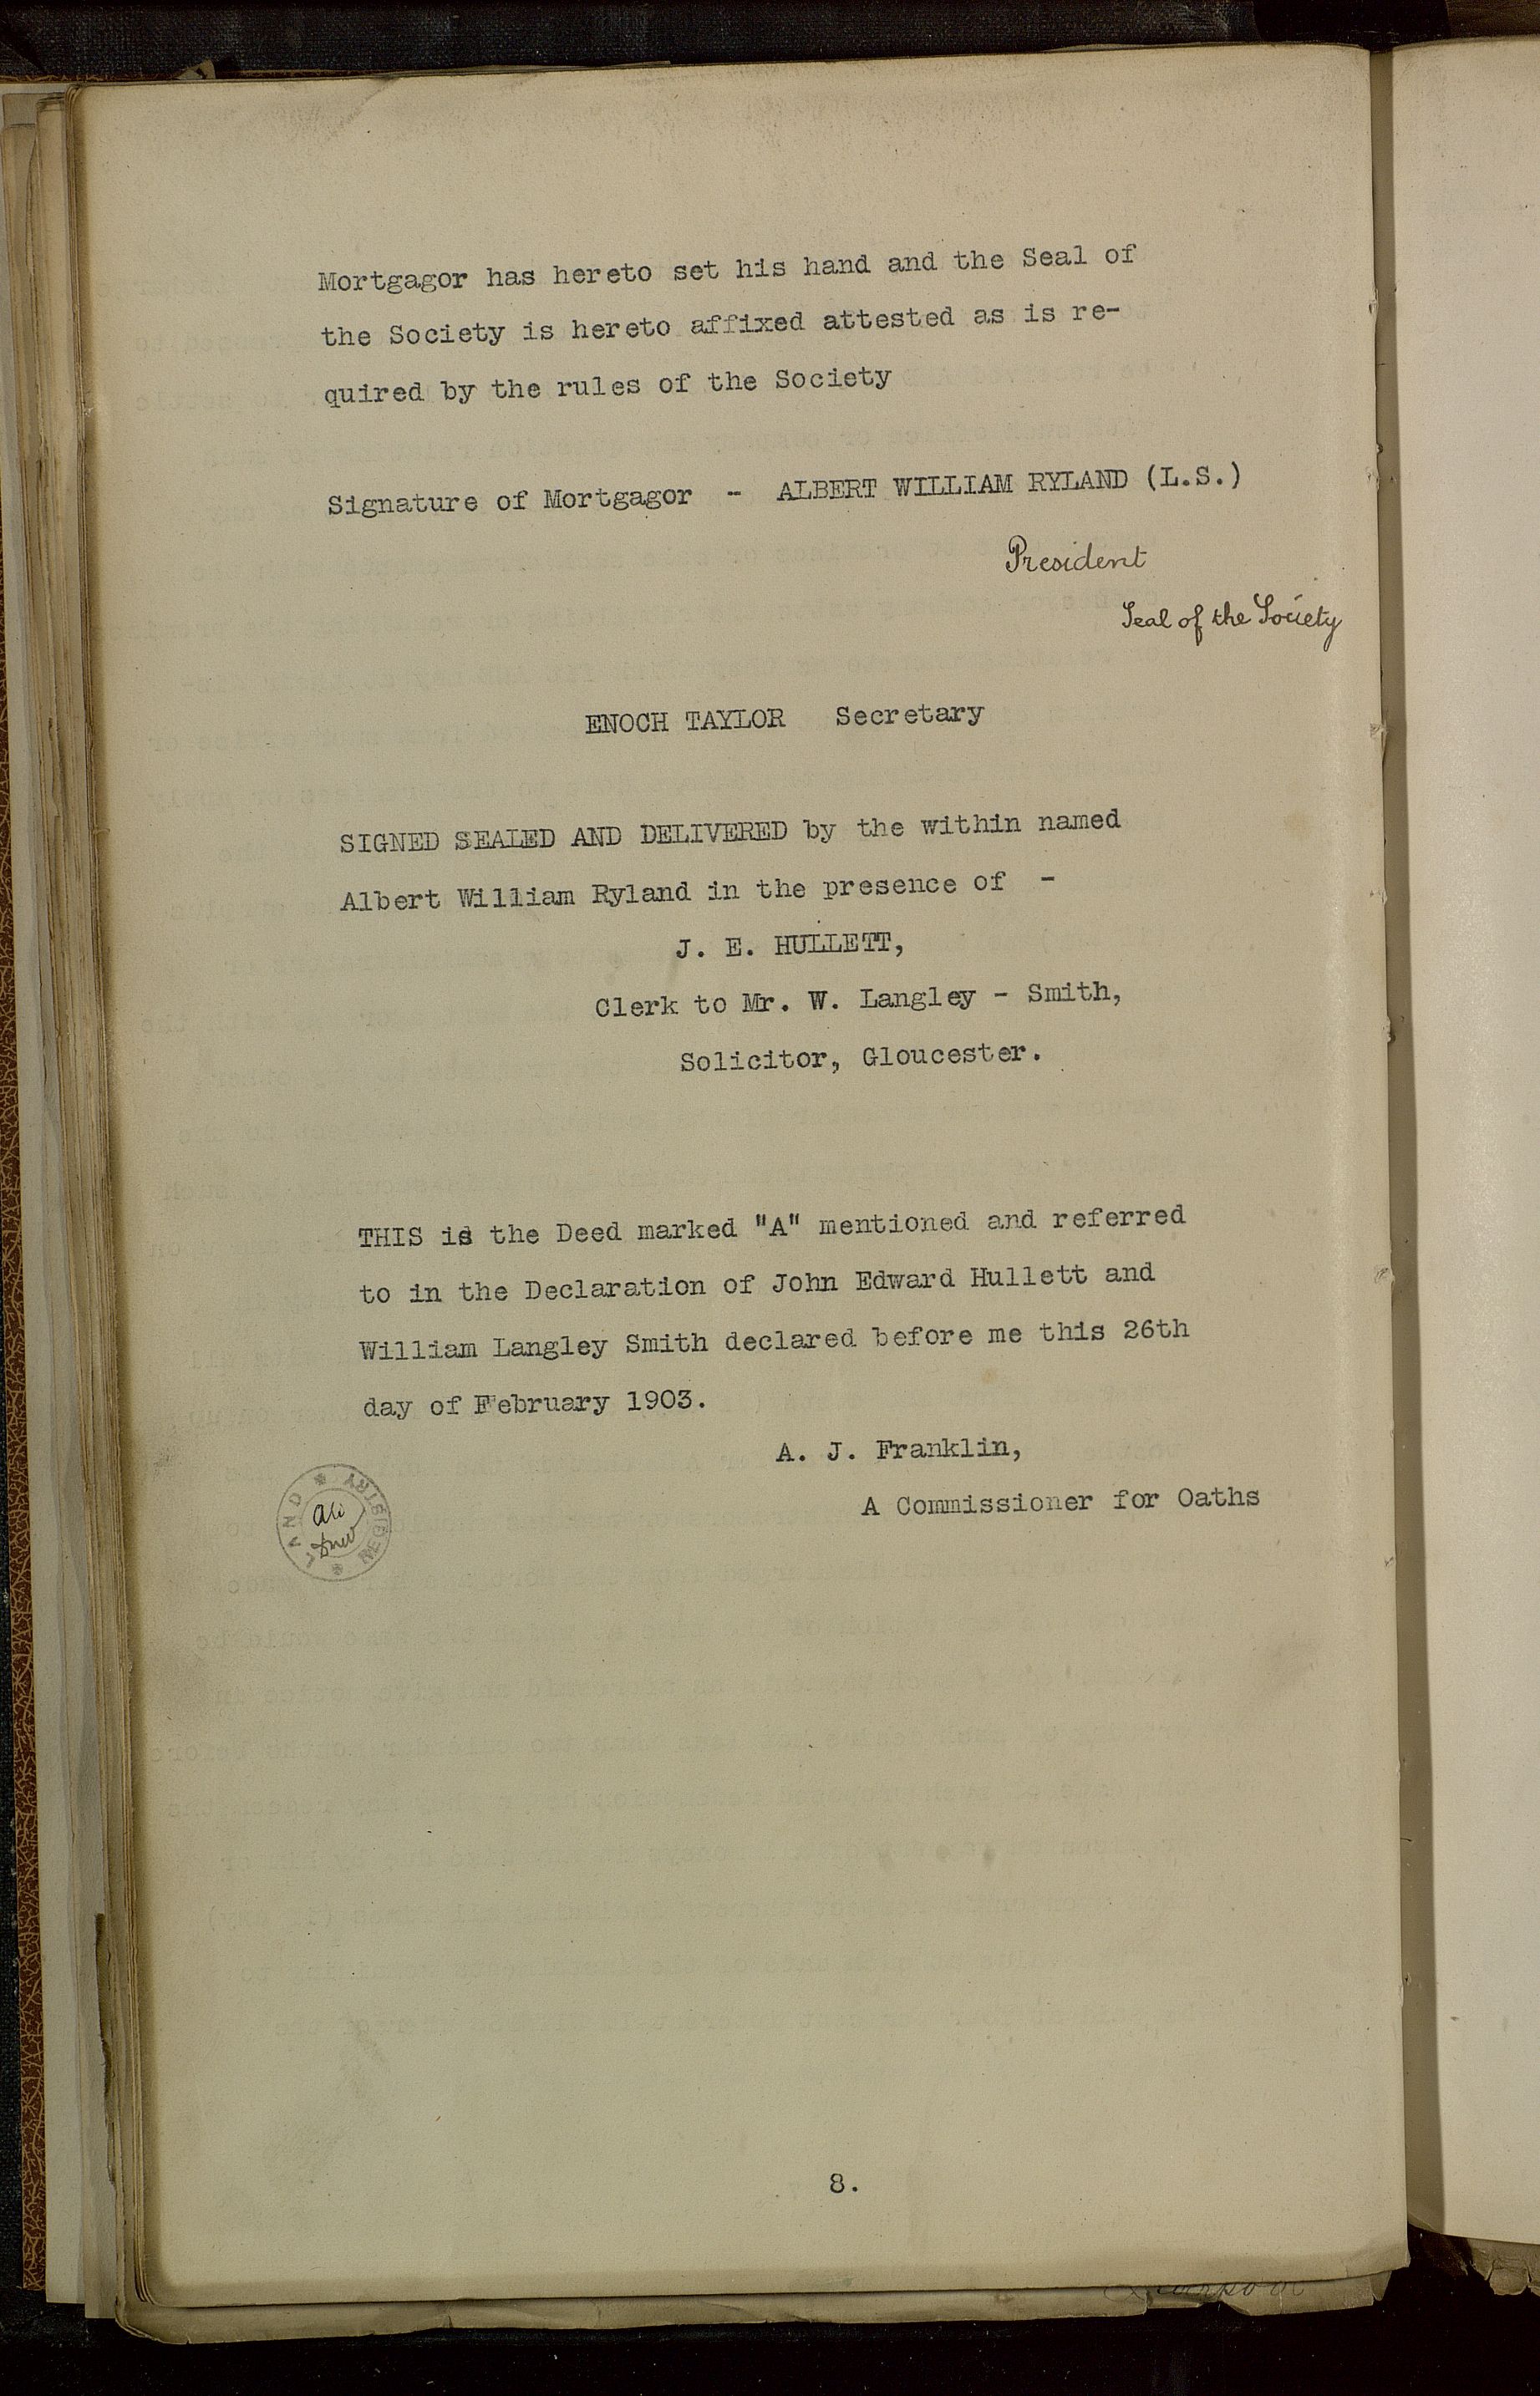 Mortgagor has hereto set his hand and the Seal of
the Society is hereto affixed attested as is re-
quired by the rules of the Society
Signature of Mortgagor - ALBERT WILLIAM RYLAND (L.S.)
President
Seal of the Society
ENOCH TAYLOR Secretary
SIGNED SEALED AND DELIVERED by the within named
Albert William Ryland in the presence of -
J. E. HULLETT,
Clerk to Mr. W. Langley - Smith,
Solicitor, Gloucester.
THIS is the Deed marked "A" mentioned and referred
to in the Declaration of John Edward Hullett and
William Langley Smith declared before me this 26th
day of February 1903.
A. J. Franklin,
A Commissioner for Oaths
LAND * REGISTRY *
8.